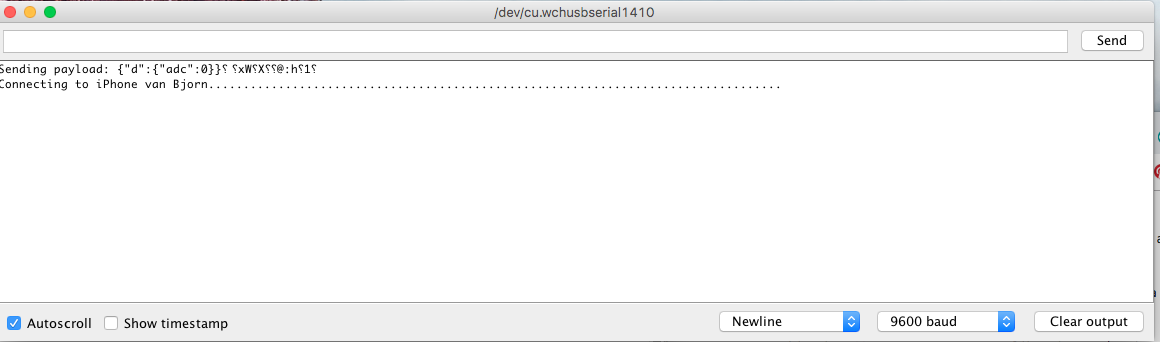 /dev/cu.wchusbserial1410
Send
Sending payload: {"d":{"adc":0}}⸮ ⸮xW⸮X⸮⸮@:h⸮1⸮
Connecting to iPhone van Bjorn..................................................................................
Autoscroll Show timestamp Newline 9600 baud Clear output